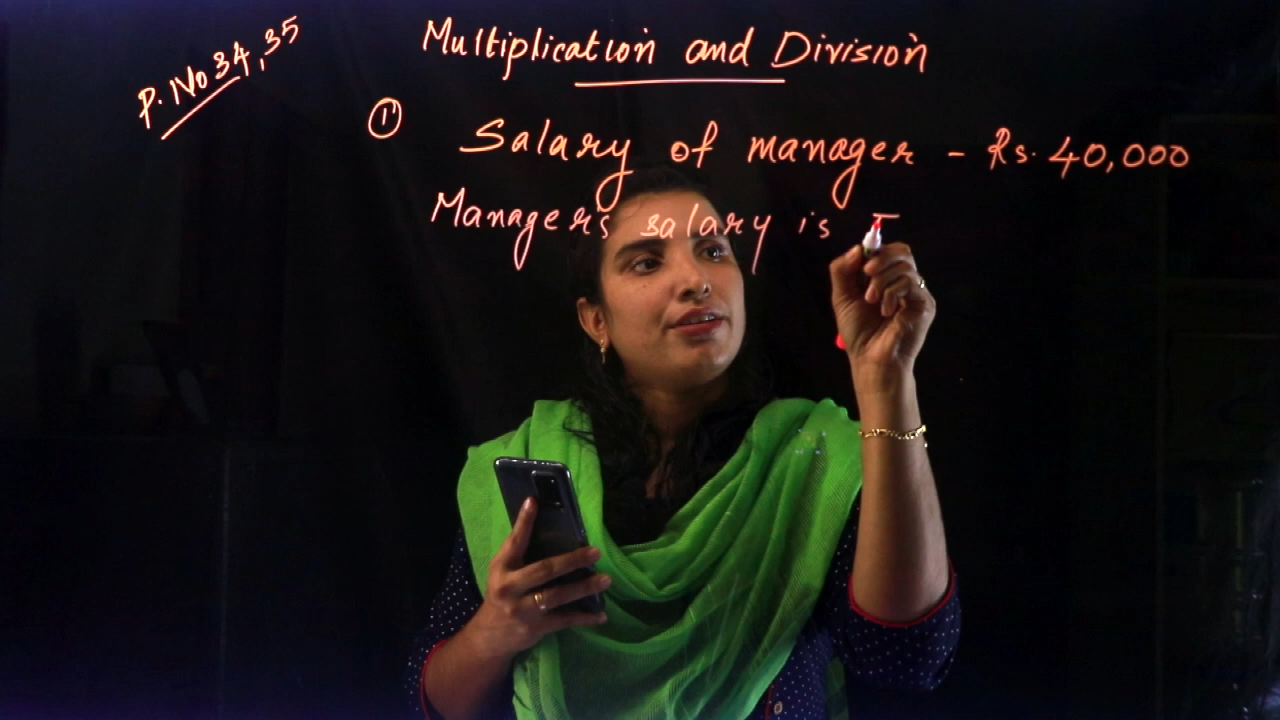 P. No 34, 35
Multiplication and Division
① Salary of manager - Rs. 40,000
Manager's salary is